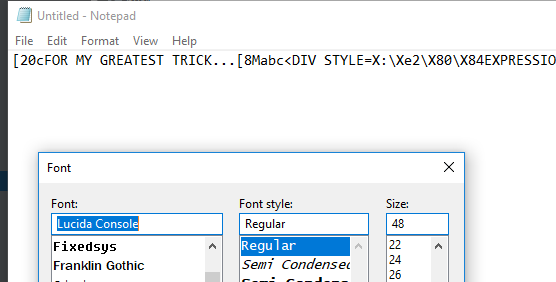 Untitled - Notepad
File Edit Format View Help
[20cFOR MY GREATEST TRICK...[8Mabc<DIV STYLE=X:\Xe2\X80\X84EXPRESSIO
Font
Font: Font style: Size:
Lucida Console Regular 48
Fixedsys Regular 22
Franklin Gothic Semi Condensed 24
26